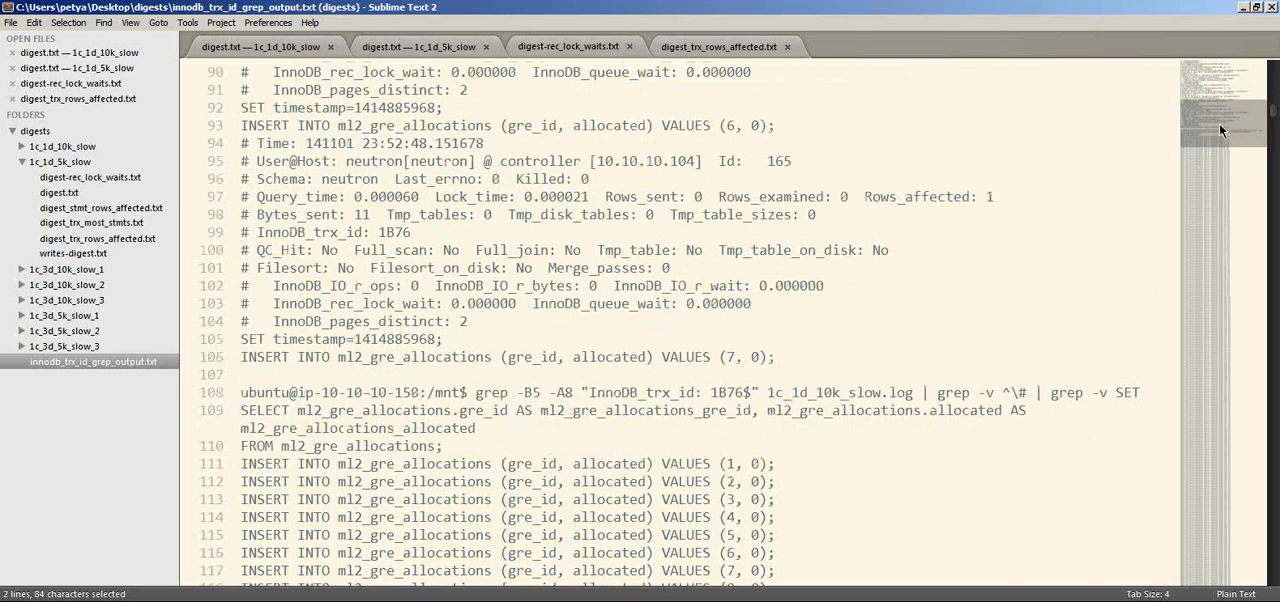 C:\Users\petya\Desktop\digests\innodb_trx_id_grep_output.txt (digests) - Sublime Text 2
File Edit Selection Find View Goto Tools Project Preferences Help
OPEN FILES
× digest.txt — 1c_1d_10k_slow
× digest.txt — 1c_1d_5k_slow
× digest-rec_lock_waits.txt
× digest_trx_rows_affected.txt
FOLDERS
digests
1c_1d_10k_slow
1c_1d_5k_slow
digest-rec_lock_waits.txt
digest.txt
digest_stmt_rows_affected.txt
digest_trx_most_stmts.txt
digest_trx_rows_affected.txt
writes-digest.txt
1c_3d_10k_slow_1
1c_3d_10k_slow_2
1c_3d_10k_slow_3
1c_3d_5k_slow_1
1c_3d_5k_slow_2
1c_3d_5k_slow_3
innodb_trx_id_grep_output.txt
digest.txt — 1c_1d_10k_slow × digest.txt — 1c_1d_5k_slow × digest-rec_lock_waits.txt × digest_trx_rows_affected.txt ×
90 #   InnoDB_rec_lock_wait: 0.000000  InnoDB_queue_wait: 0.000000
91 #   InnoDB_pages_distinct: 2
92 SET timestamp=1414885968;
93 INSERT INTO ml2_gre_allocations (gre_id, allocated) VALUES (6, 0);
94 # Time: 141101 23:52:48.151678
95 # User@Host: neutron[neutron] @ controller [10.10.10.104]  Id:   165
96 # Schema: neutron  Last_errno: 0  Killed: 0
97 # Query_time: 0.000060  Lock_time: 0.000021  Rows_sent: 0  Rows_examined: 0  Rows_affected: 1
98 # Bytes_sent: 11  Tmp_tables: 0  Tmp_disk_tables: 0  Tmp_table_sizes: 0
99 # InnoDB_trx_id: 1B76
100 # QC_Hit: No  Full_scan: No  Full_join: No  Tmp_table: No  Tmp_table_on_disk: No
101 # Filesort: No  Filesort_on_disk: No  Merge_passes: 0
102 #   InnoDB_IO_r_ops: 0  InnoDB_IO_r_bytes: 0  InnoDB_IO_r_wait: 0.000000
103 #   InnoDB_rec_lock_wait: 0.000000  InnoDB_queue_wait: 0.000000
104 #   InnoDB_pages_distinct: 2
105 SET timestamp=1414885968;
106 INSERT INTO ml2_gre_allocations (gre_id, allocated) VALUES (7, 0);
107
108 ubuntu@ip-10-10-10-150:/mnt$ grep -B5 -A8 "InnoDB_trx_id: 1B76$" 1c_1d_10k_slow.log | grep -v ^\# | grep -v SET
109 SELECT ml2_gre_allocations.gre_id AS ml2_gre_allocations_gre_id, ml2_gre_allocations.allocated AS
ml2_gre_allocations_allocated
110 FROM ml2_gre_allocations;
111 INSERT INTO ml2_gre_allocations (gre_id, allocated) VALUES (1, 0);
112 INSERT INTO ml2_gre_allocations (gre_id, allocated) VALUES (2, 0);
113 INSERT INTO ml2_gre_allocations (gre_id, allocated) VALUES (3, 0);
114 INSERT INTO ml2_gre_allocations (gre_id, allocated) VALUES (4, 0);
115 INSERT INTO ml2_gre_allocations (gre_id, allocated) VALUES (5, 0);
116 INSERT INTO ml2_gre_allocations (gre_id, allocated) VALUES (6, 0);
117 INSERT INTO ml2_gre_allocations (gre_id, allocated) VALUES (7, 0);
2 lines, 84 characters selected
Tab Size: 4
Plain Text